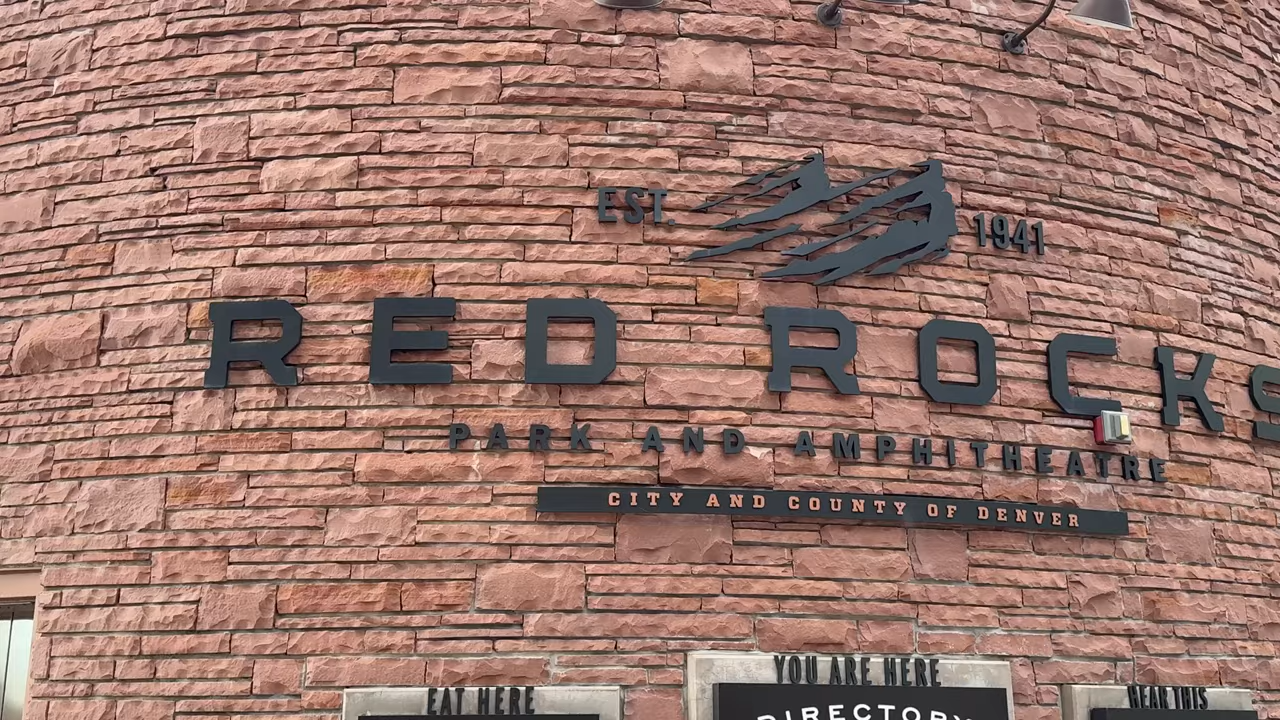 EST. 1941
RED ROCKS
PARK AND AMPHITHEATRE
CITY AND COUNTY OF DENVER
EAT HERE
YOU ARE HERE
HEAR THIS
DIRECTORY